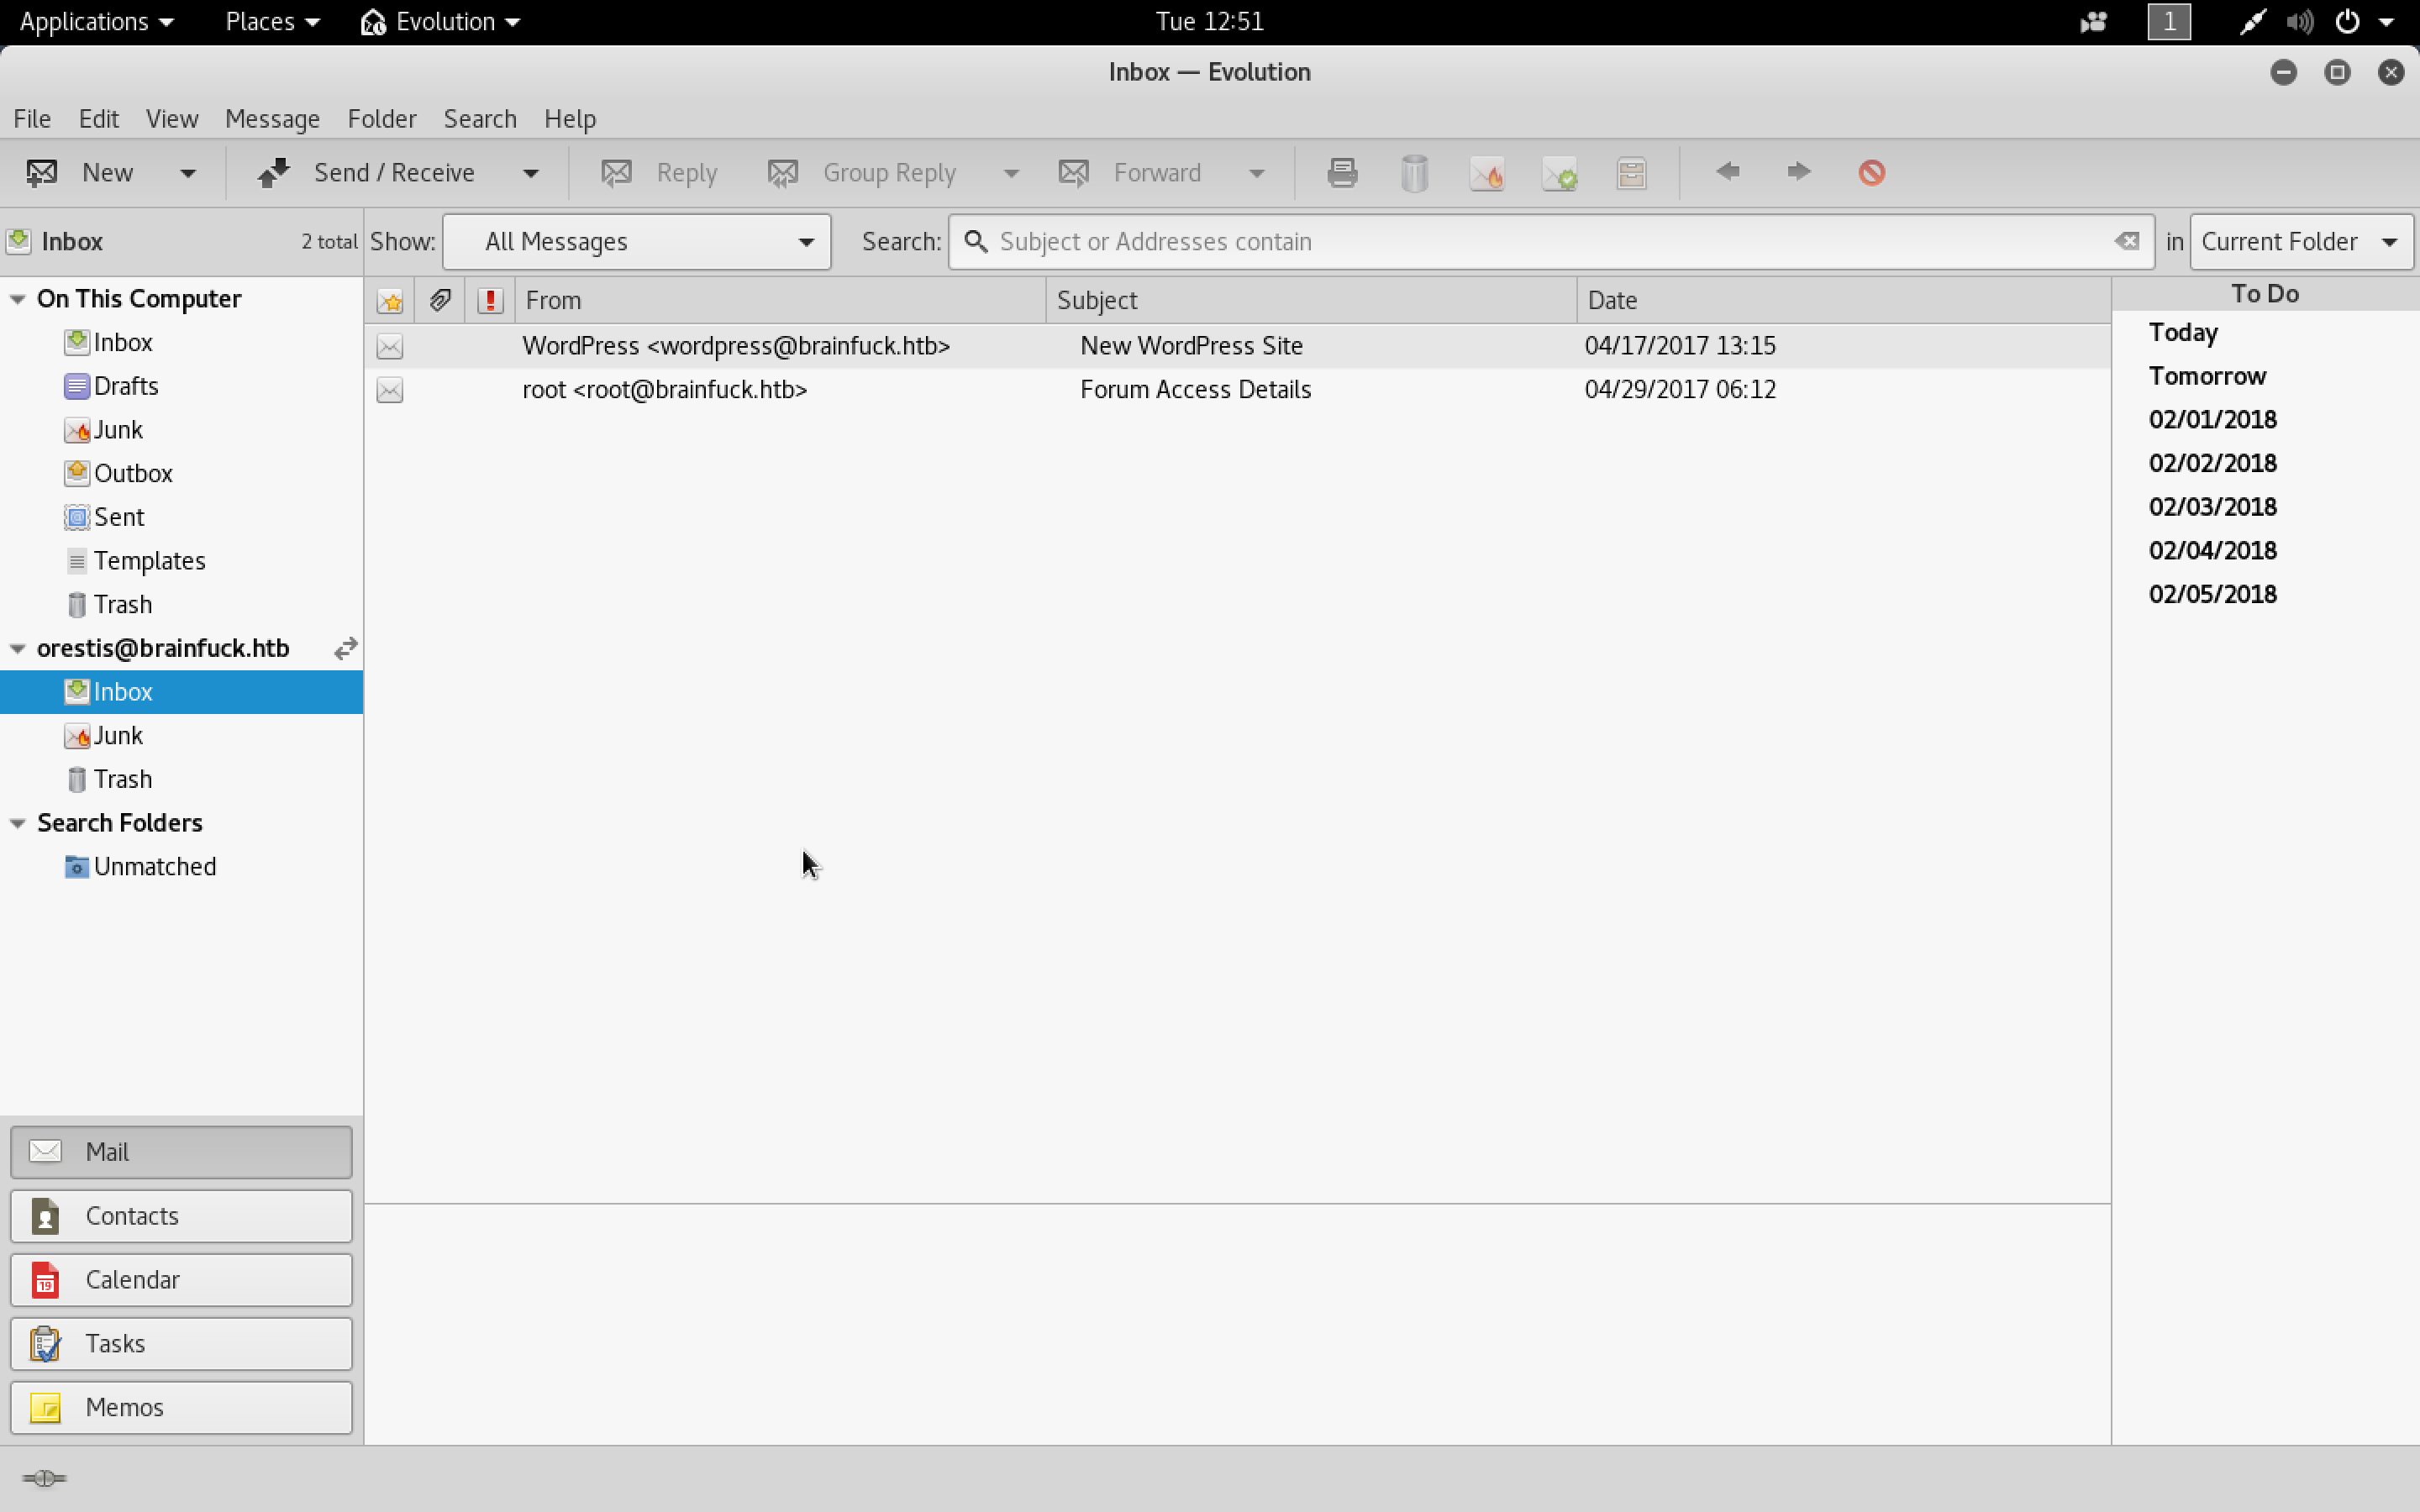 Applications Places Evolution Tue 12:51 1
Inbox — Evolution
File Edit View Message Folder Search Help
New Send / Receive Reply Group Reply Forward
Inbox 2 total Show: All Messages Search: Subject or Addresses contain in Current Folder
On This Computer
Inbox
Drafts
Junk
Outbox
Sent
Templates
Trash
orestis@brainfuck.htb
Inbox
Junk
Trash
Search Folders
Unmatched
Mail
Contacts
19
Calendar
Tasks
Memos
From Subject Date
WordPress <wordpress@brainfuck.htb> New WordPress Site 04/17/2017 13:15
root <root@brainfuck.htb> Forum Access Details 04/29/2017 06:12
To Do
Today
Tomorrow
02/01/2018
02/02/2018
02/03/2018
02/04/2018
02/05/2018